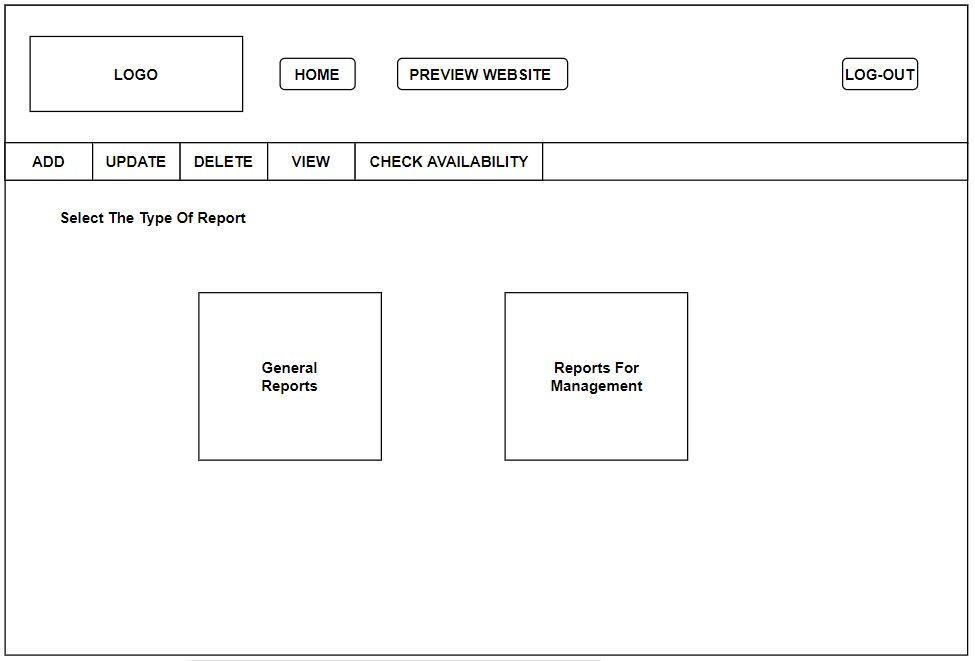 LOGO
HOME
PREVIEW WEBSITE
LOG-OUT
ADD
UPDATE
DELETE
VIEW
CHECK AVAILABILITY
Select The Type Of Report
General
Reports
Reports For
Management